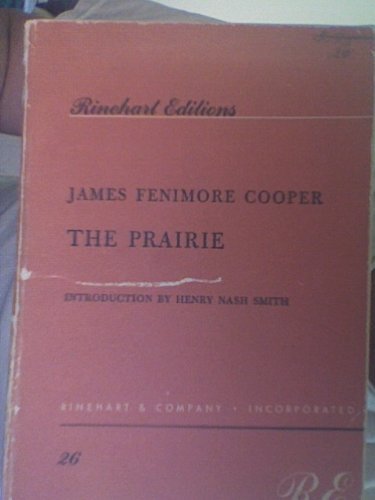 Rinehart Editions
JAMES FENIMORE COOPER
THE PRAIRIE
INTRODUCTION BY HENRY NASH SMITH
RINEHART & COMPANY • INCORPORATED
26
R E